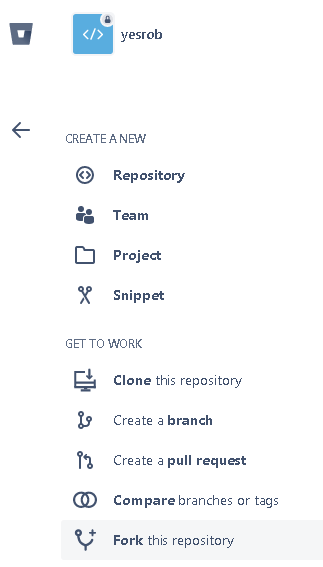 yesrob
CREATE A NEW
Repository
Team
Project
Snippet
GET TO WORK
Clone this repository
Create a branch
Create a pull request
Compare branches or tags
Fork this repository